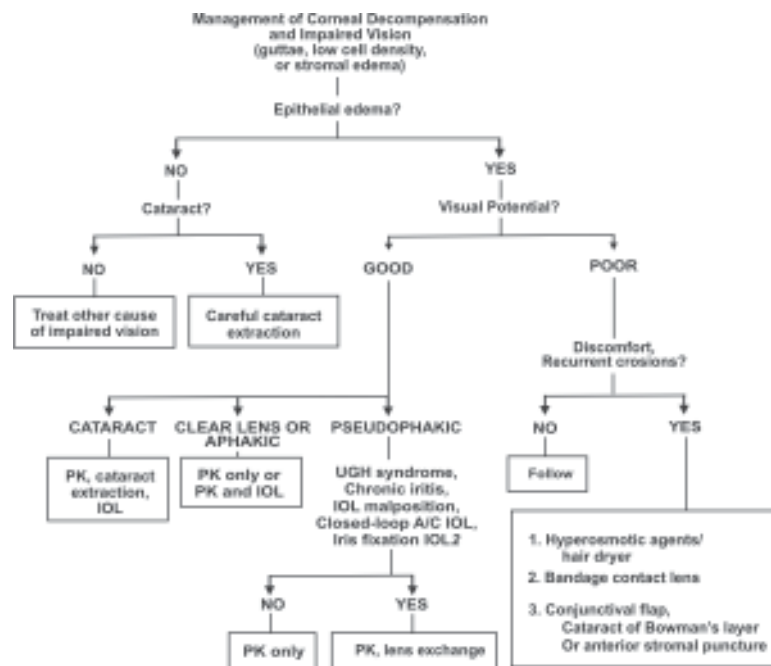 Management of Corneal Decompensation
and Impaired Vision
(guttae, low cell density,
or stromal edema)
Epithelial edema?
NO
YES
Cataract?
Visual Potential?
NO
YES
GOOD
POOR
Treat other cause
of impaired vision
Careful cataract
extraction
Discomfort,
Recurrent crosions?
CATARACT
CLEAR LENS OR
APHAKIC
PSEUDOPHAKIC
NO
YES
PK, cataract
extraction,
IOL
PK only or
PK and IOL
UGH syndrome,
Chronic iritis,
IOL malposition,
Closed-loop A/C IOL,
Iris fixation IOL2
Follow
1. Hyperosmotic agents/
hair dryer
2. Bandage contact lens
3. Conjunctival flap,
Cataract of Bowman's layer
Or anterior stromal puncture
NO
YES
PK only
PK, lens exchange